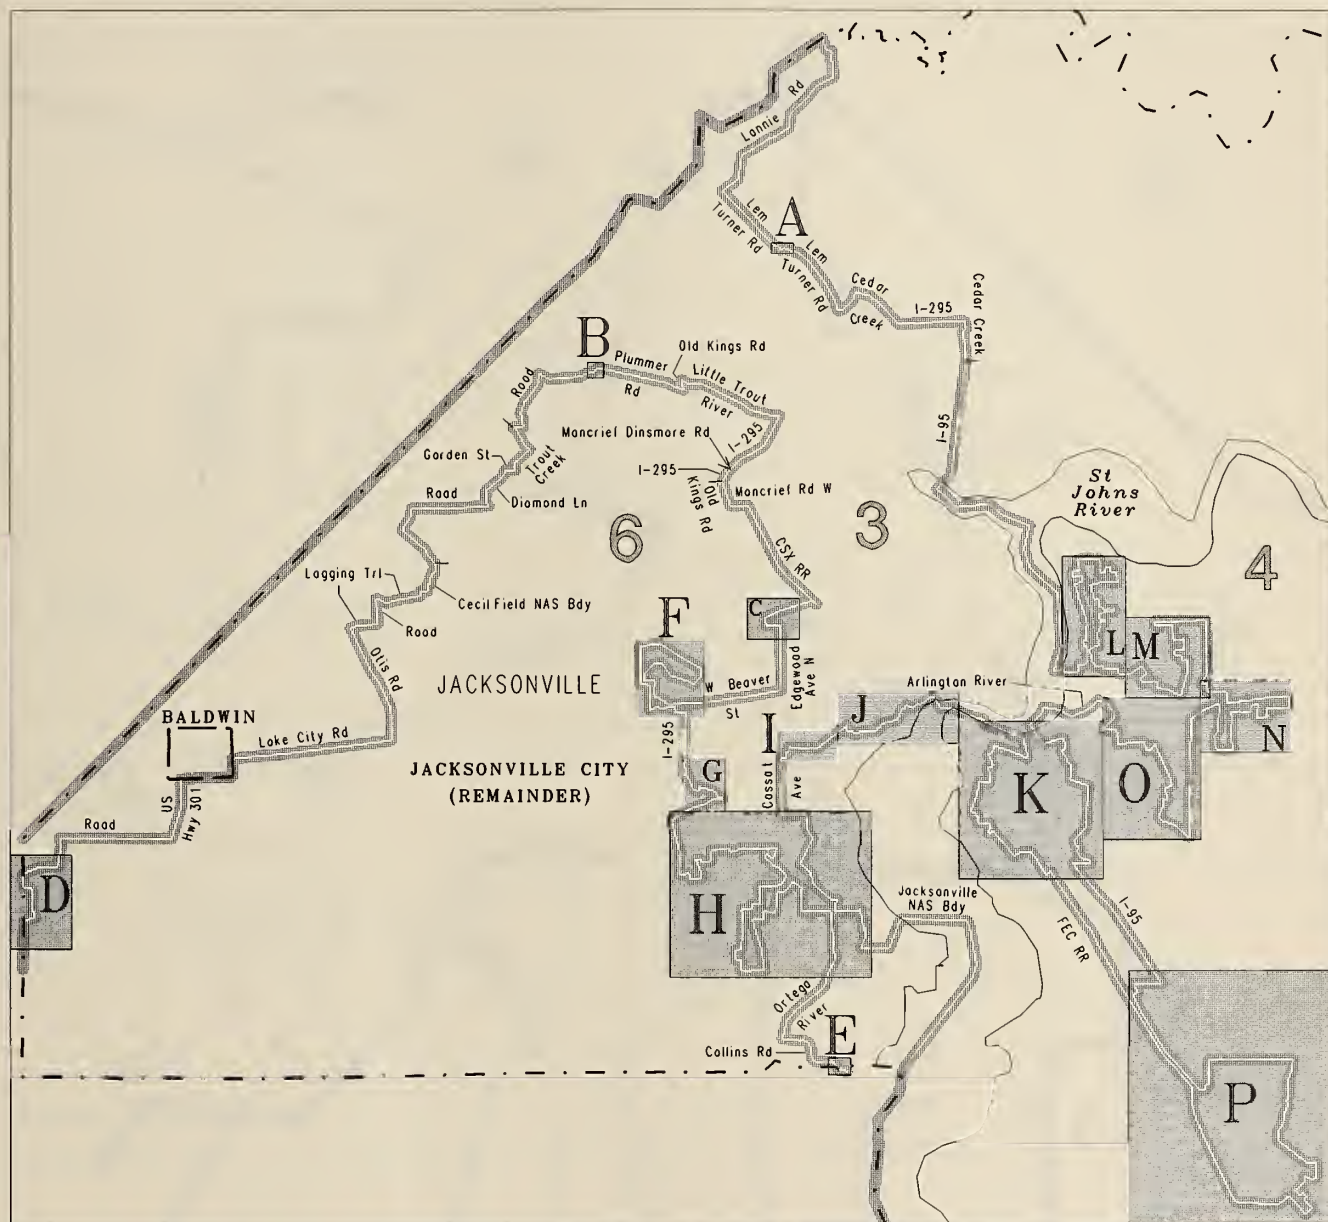 Lannie
Rd
Lem
Turner Rd
A
Lem
Turner Rd
Cedar
Creek
I-295
Cedar Creek
I-95
B
Plummer
Rd
Old Kings Rd
Little Trout
River
Road
Moncrief Dinsmore Rd
I-295
I-295
Old
Kings Rd
Moncrief Rd W
Garden St
Trout
Creek
Road
Diamond Ln
St
Johns
River
6
3
4
CSX RR
Logging Trl
Cecil Field NAS Bdy
Road
Otis Rd
F
C
L
M
JACKSONVILLE
W Beaver
St
Edgewood
Ave N
Arlington River
BALDWIN
Lake City Rd
I-295
I
J
N
JACKSONVILLE CITY
(REMAINDER)
G
Cassat
Ave
K
O
US
Hwy 301
Road
D
H
Jacksonville
NAS Bdy
FEC RR
I-95
Ortega
River
E
Collins Rd
P